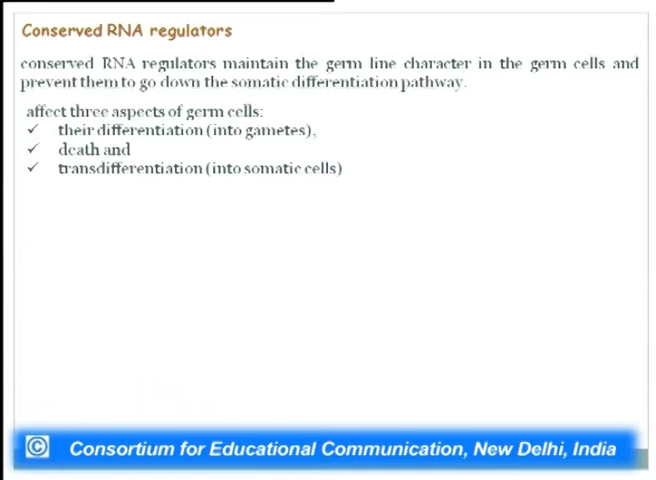 Conserved RNA regulators
conserved RNA regulators maintain the germ line character in the germ cells and
prevent them to go down the somatic differentiation pathway.
affect three aspects of germ cells:
✓ their differentiation (into gametes),
✓ death and
✓ transdifferentiation (into somatic cells)
© Consortium for Educational Communication, New Delhi, India